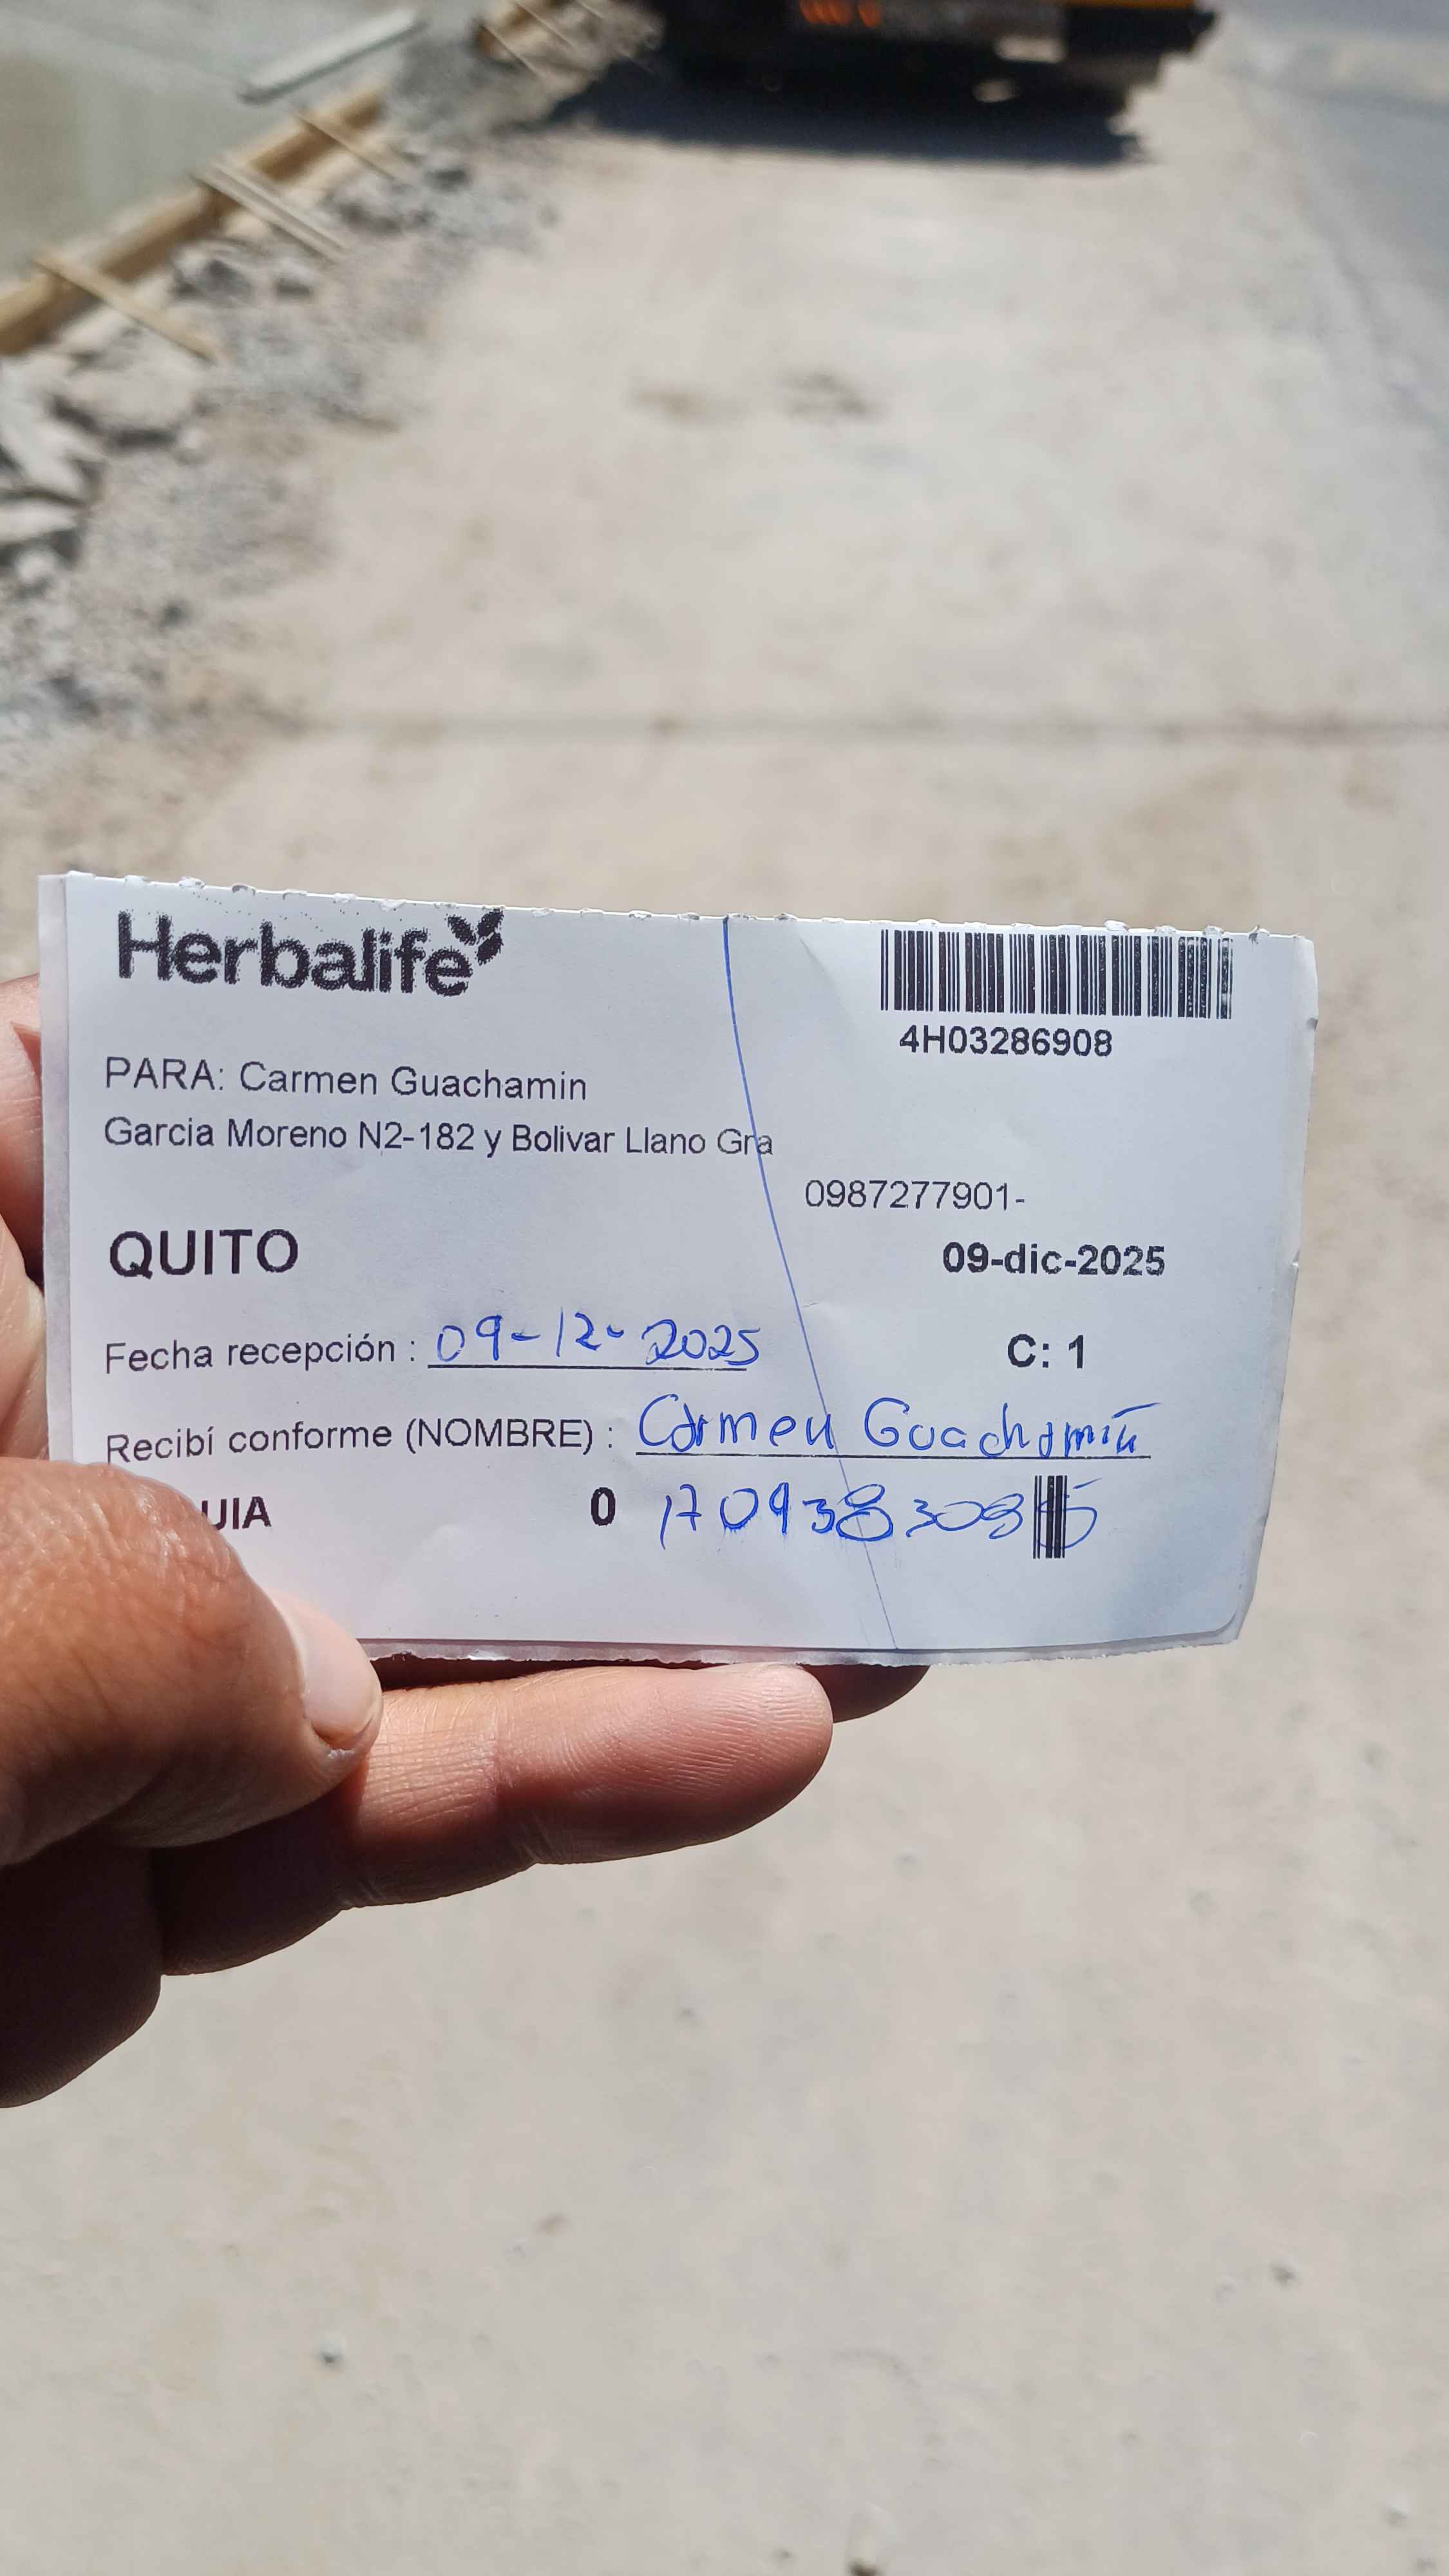 Herbalife
4H03286908
PARA: Carmen Guachamin
Garcia Moreno N2-182 y Bolivar Llano Gra
0987277901-
QUITO
09-dic-2025
Fecha recepción : 09-12-2025
C: 1
Recibí conforme (NOMBRE) : Carmen Guachamín
0